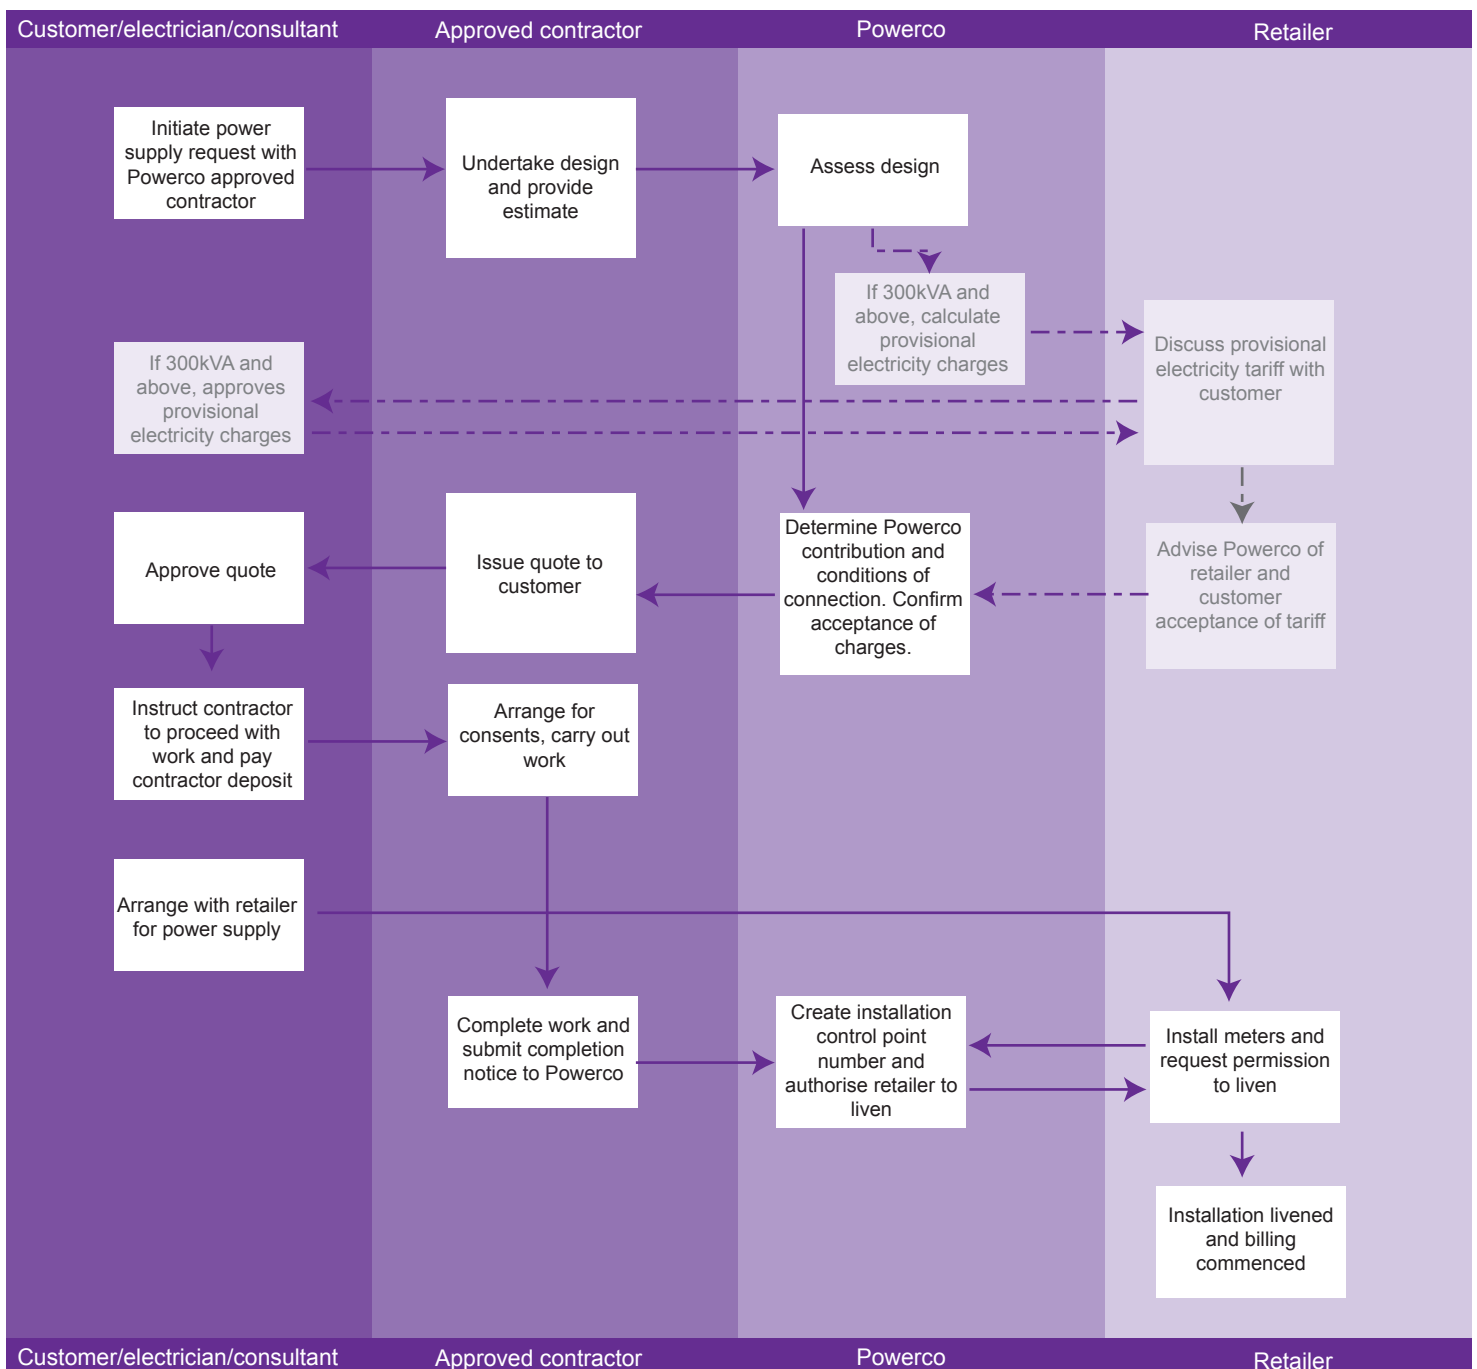 Customer/electrician/consultant
Approved contractor
Powerco
Retailer
Initiate power
supply request with
Powerco approved
contractor
Undertake design
and provide
estimate
Assess design
If 300kVA and
above, calculate
provisional
electricity charges
Discuss provisional
electricity tariff with
customer
If 300kVA and
above, approves
provisional
electricity charges
Approve quote
Issue quote to
customer
Determine Powerco
contribution and
conditions of
connection. Confirm
acceptance of
charges.
Advise Powerco of
retailer and
customer
acceptance of tariff
Instruct contractor
to proceed with
work and pay
contractor deposit
Arrange for
consents, carry out
work
Arrange with retailer
for power supply
Complete work and
submit completion
notice to Powerco
Create installation
control point
number and
authorise retailer to
liven
Install meters and
request permission
to liven
Installation livened
and billing
commenced
Customer/electrician/consultant
Approved contractor
Powerco
Retailer